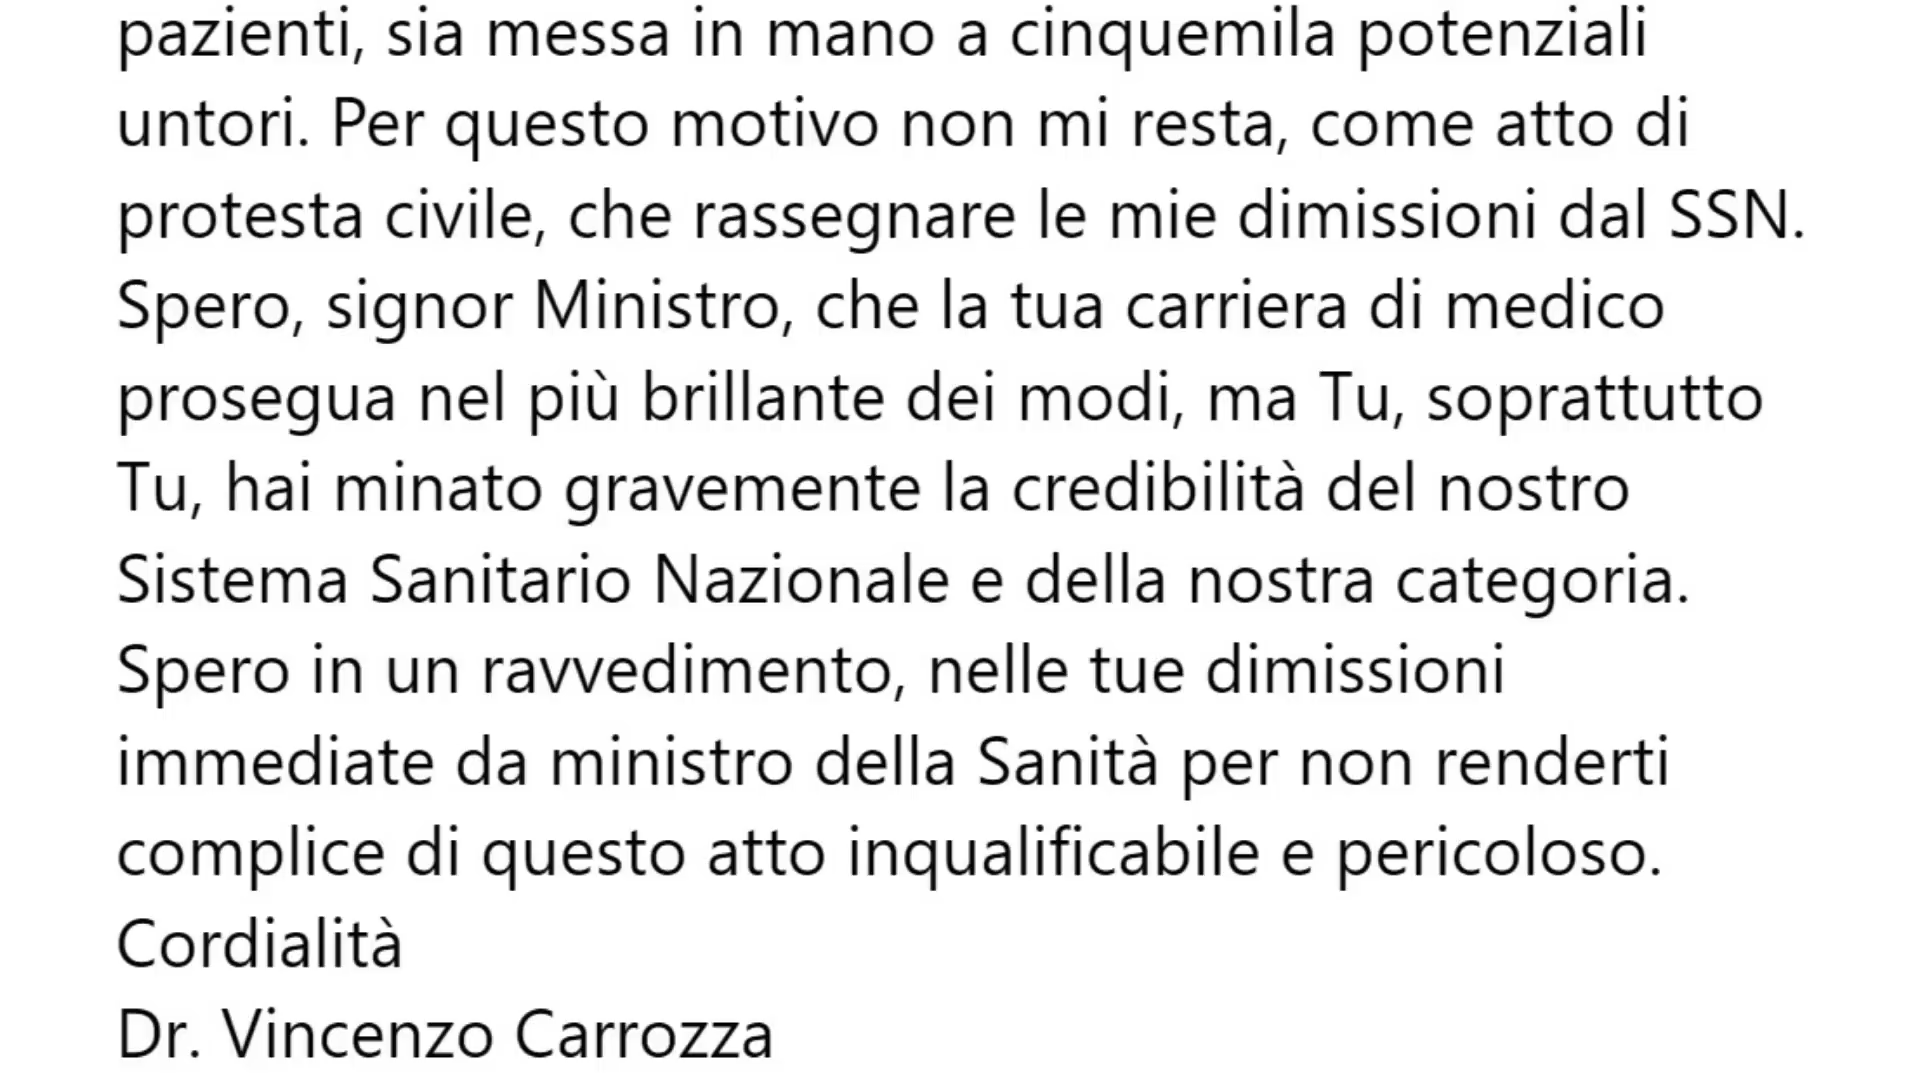 pazienti, sia messa in mano a cinquemila potenziali
untori. Per questo motivo non mi resta, come atto di
protesta civile, che rassegnare le mie dimissioni dal SSN.
Spero, signor Ministro, che la tua carriera di medico
prosegua nel più brillante dei modi, ma Tu, soprattutto
Tu, hai minato gravemente la credibilità del nostro
Sistema Sanitario Nazionale e della nostra categoria.
Spero in un ravvedimento, nelle tue dimissioni
immediate da ministro della Sanità per non renderti
complice di questo atto inqualificabile e pericoloso.
Cordialità
Dr. Vincenzo Carrozza